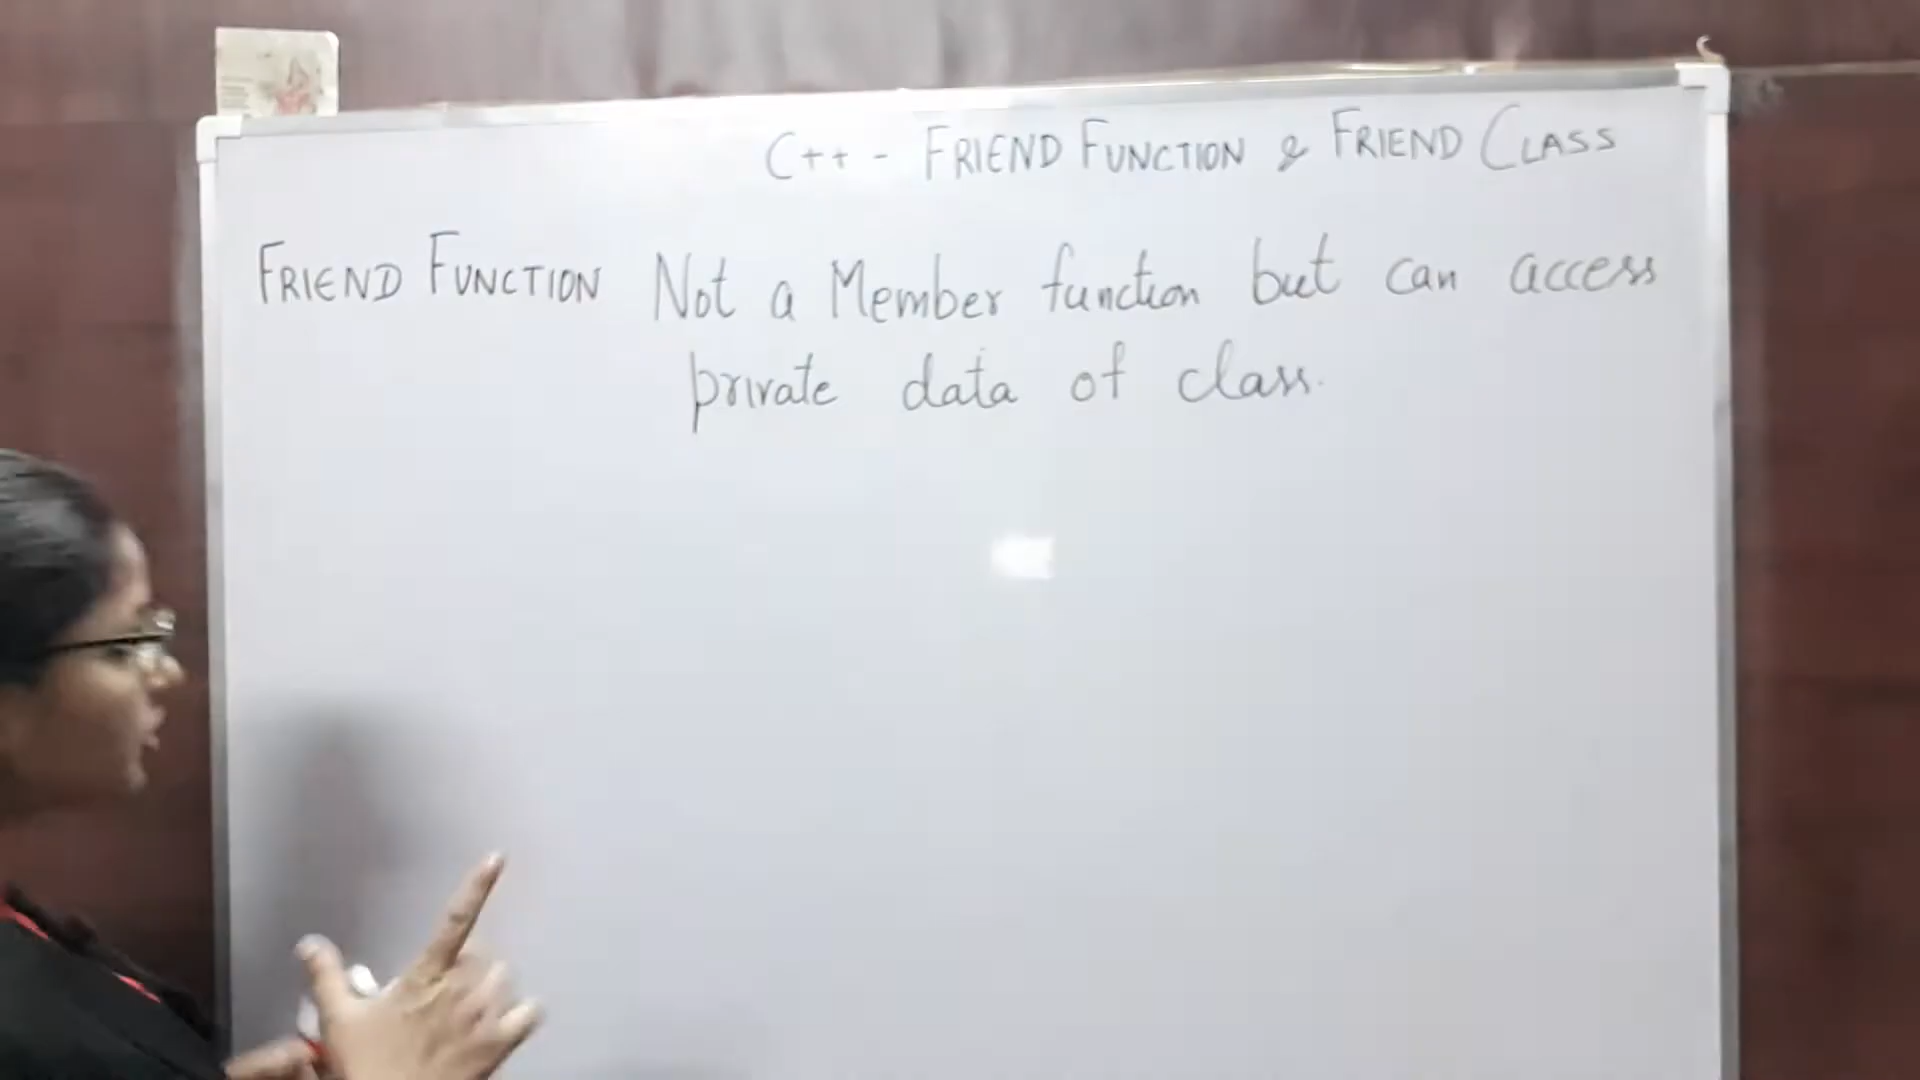 C++ - FRIEND FUNCTION & FRIEND CLASS
FRIEND FUNCTION Not a Member function but can access
private data of class.